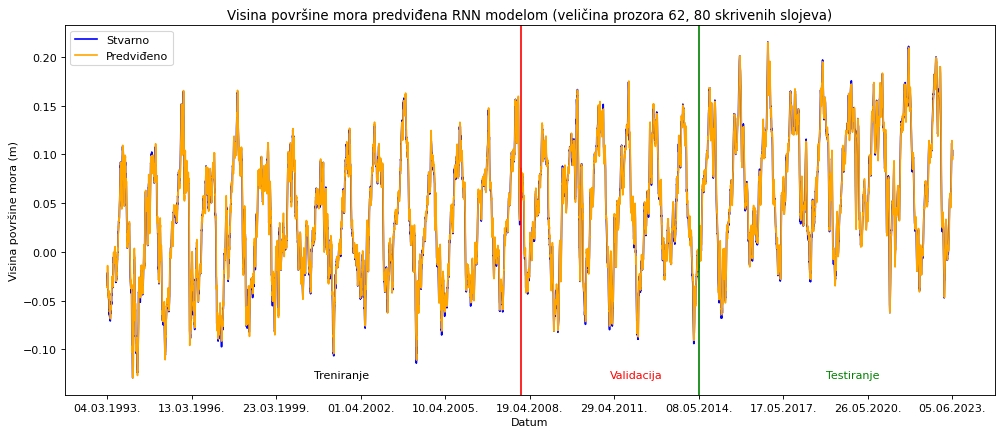 Visina površine mora predviđena RNN modelom (veličina prozora 62, 80 skrivenih slojeva)
Stvarno
Predviđeno
Visina površine mora (m)
0.20
0.15
0.10
0.05
0.00
−0.05
−0.10
Treniranje
Validacija
Testiranje
04.03.1993.
13.03.1996.
23.03.1999.
01.04.2002.
10.04.2005.
19.04.2008.
29.04.2011.
08.05.2014.
17.05.2017.
26.05.2020.
05.06.2023.
Datum